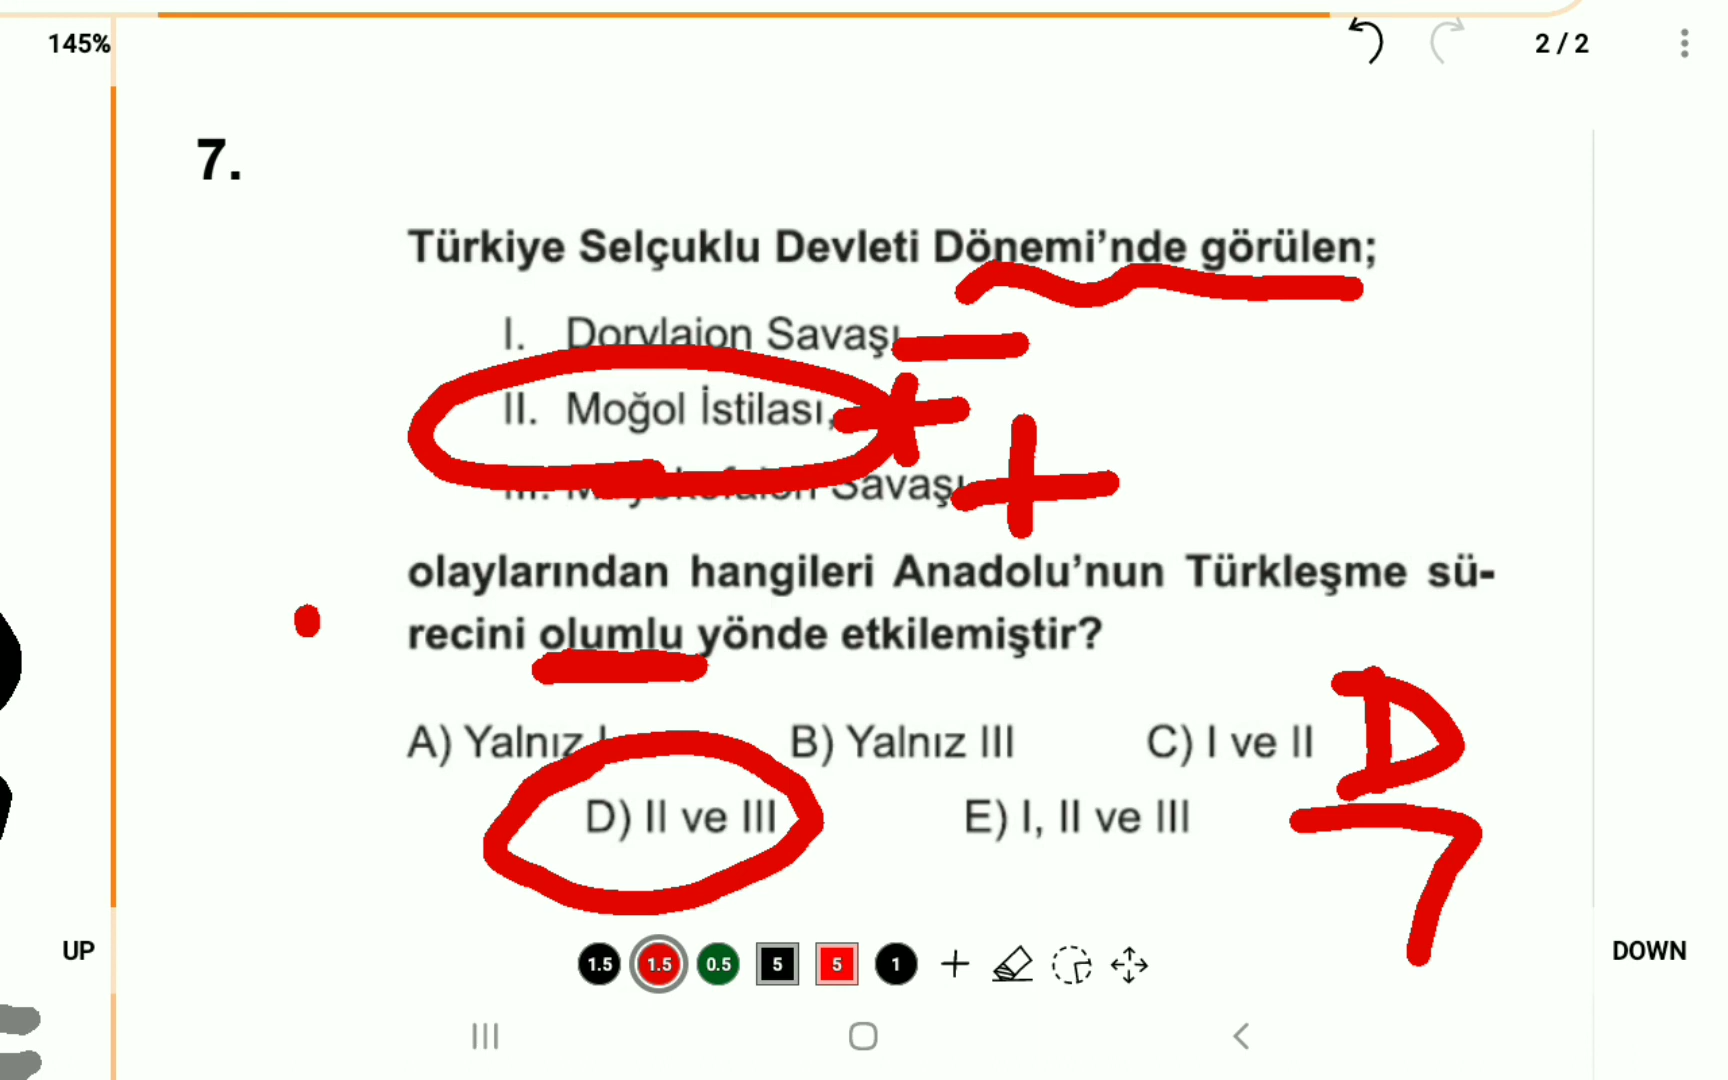 145%
2 / 2
7.
Türkiye Selçuklu Devleti Dönemi'nde görülen;
I. Dorylaion Savaşı
II. Moğol İstilası,
III. Savaşı
olaylarından hangileri Anadolu'nun Türkleşme sü-
recini olumlu yönde etkilemiştir?
A) Yalnız I
B) Yalnız III
C) I ve II
D
D) II ve III
E) I, II ve III
7
UP
1.5 1.5 0.5 5 5 1
DOWN